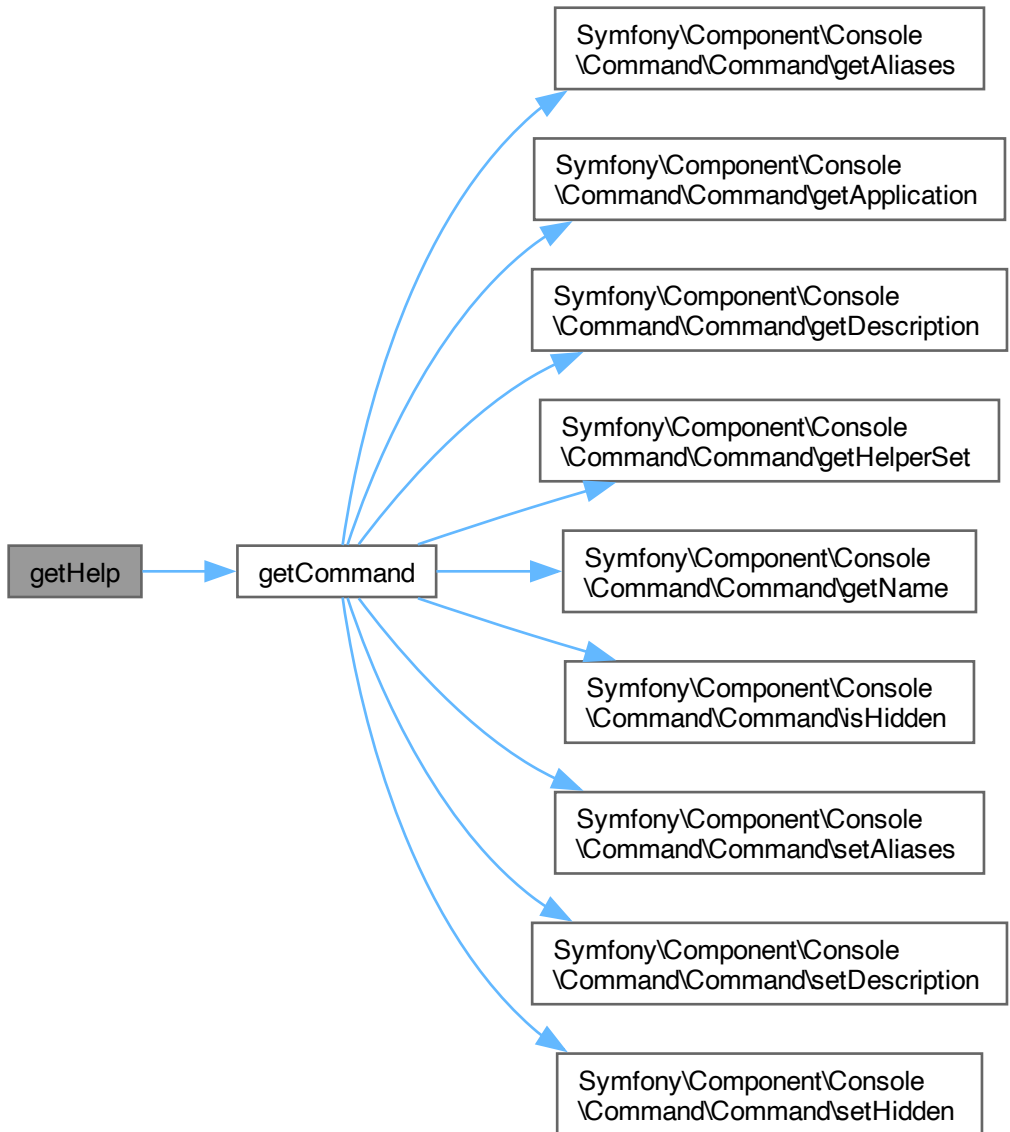 Symfony\Component\Console
\Command\Command\getAliases
Symfony\Component\Console
\Command\Command\getApplication
Symfony\Component\Console
\Command\Command\getDescription
Symfony\Component\Console
\Command\Command\getHelperSet
getHelp
getCommand
Symfony\Component\Console
\Command\Command\getName
Symfony\Component\Console
\Command\Command\isHidden
Symfony\Component\Console
\Command\Command\setAliases
Symfony\Component\Console
\Command\Command\setDescription
Symfony\Component\Console
\Command\Command\setHidden